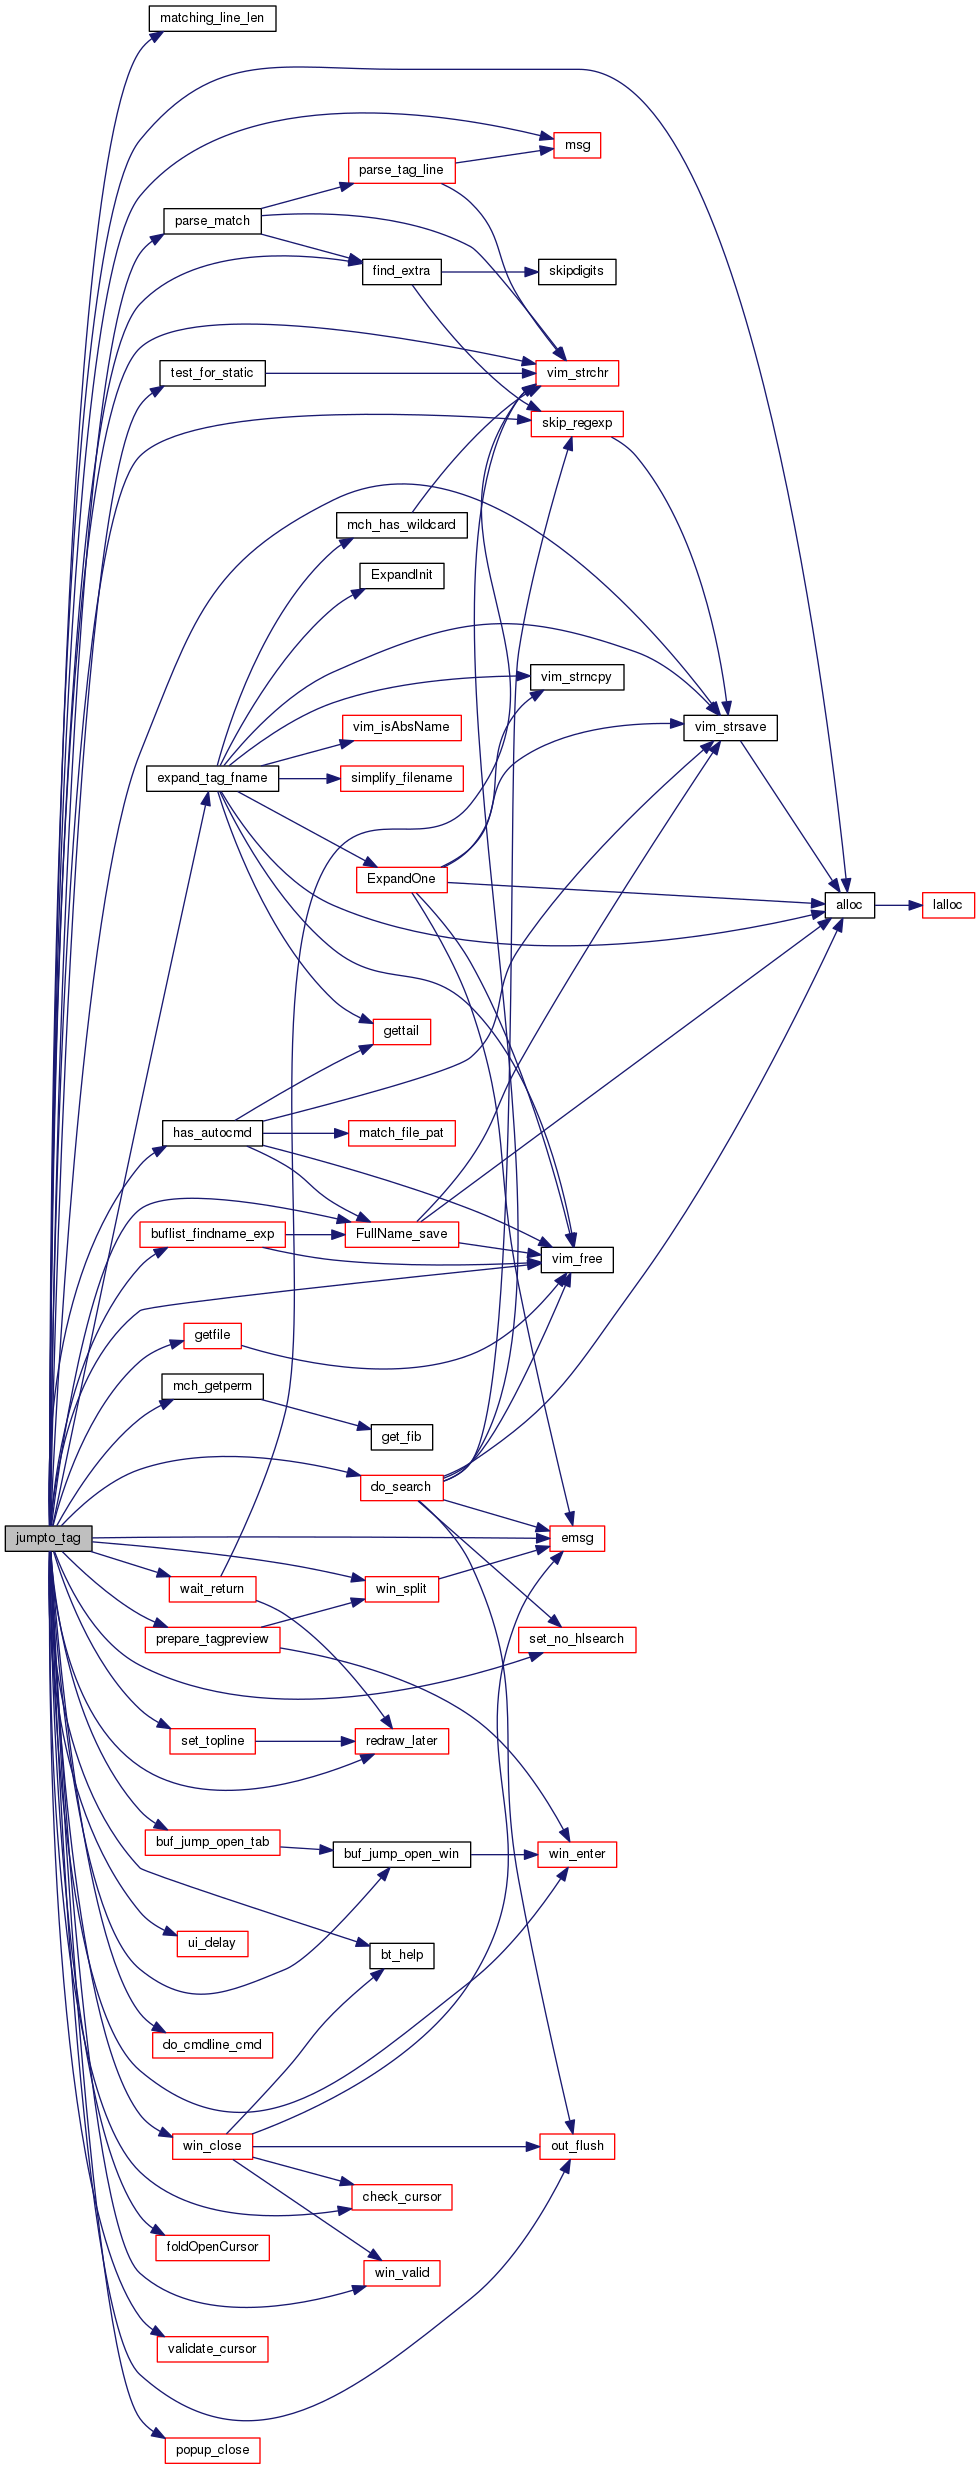 matching_line_len
msg
parse_tag_line
parse_match
find_extra
skipdigits
test_for_static
vim_strchr
skip_regexp
mch_has_wildcard
ExpandInit
vim_strncpy
vim_isAbsName
vim_strsave
expand_tag_fname
simplify_filename
ExpandOne
alloc
lalloc
gettail
has_autocmd
match_file_pat
buflist_findname_exp
FullName_save
vim_free
getfile
mch_getperm
get_fib
do_search
jumpto_tag
emsg
wait_return
win_split
prepare_tagpreview
set_no_hlsearch
set_topline
redraw_later
buf_jump_open_tab
buf_jump_open_win
win_enter
ui_delay
bt_help
do_cmdline_cmd
win_close
out_flush
check_cursor
foldOpenCursor
win_valid
validate_cursor
popup_close